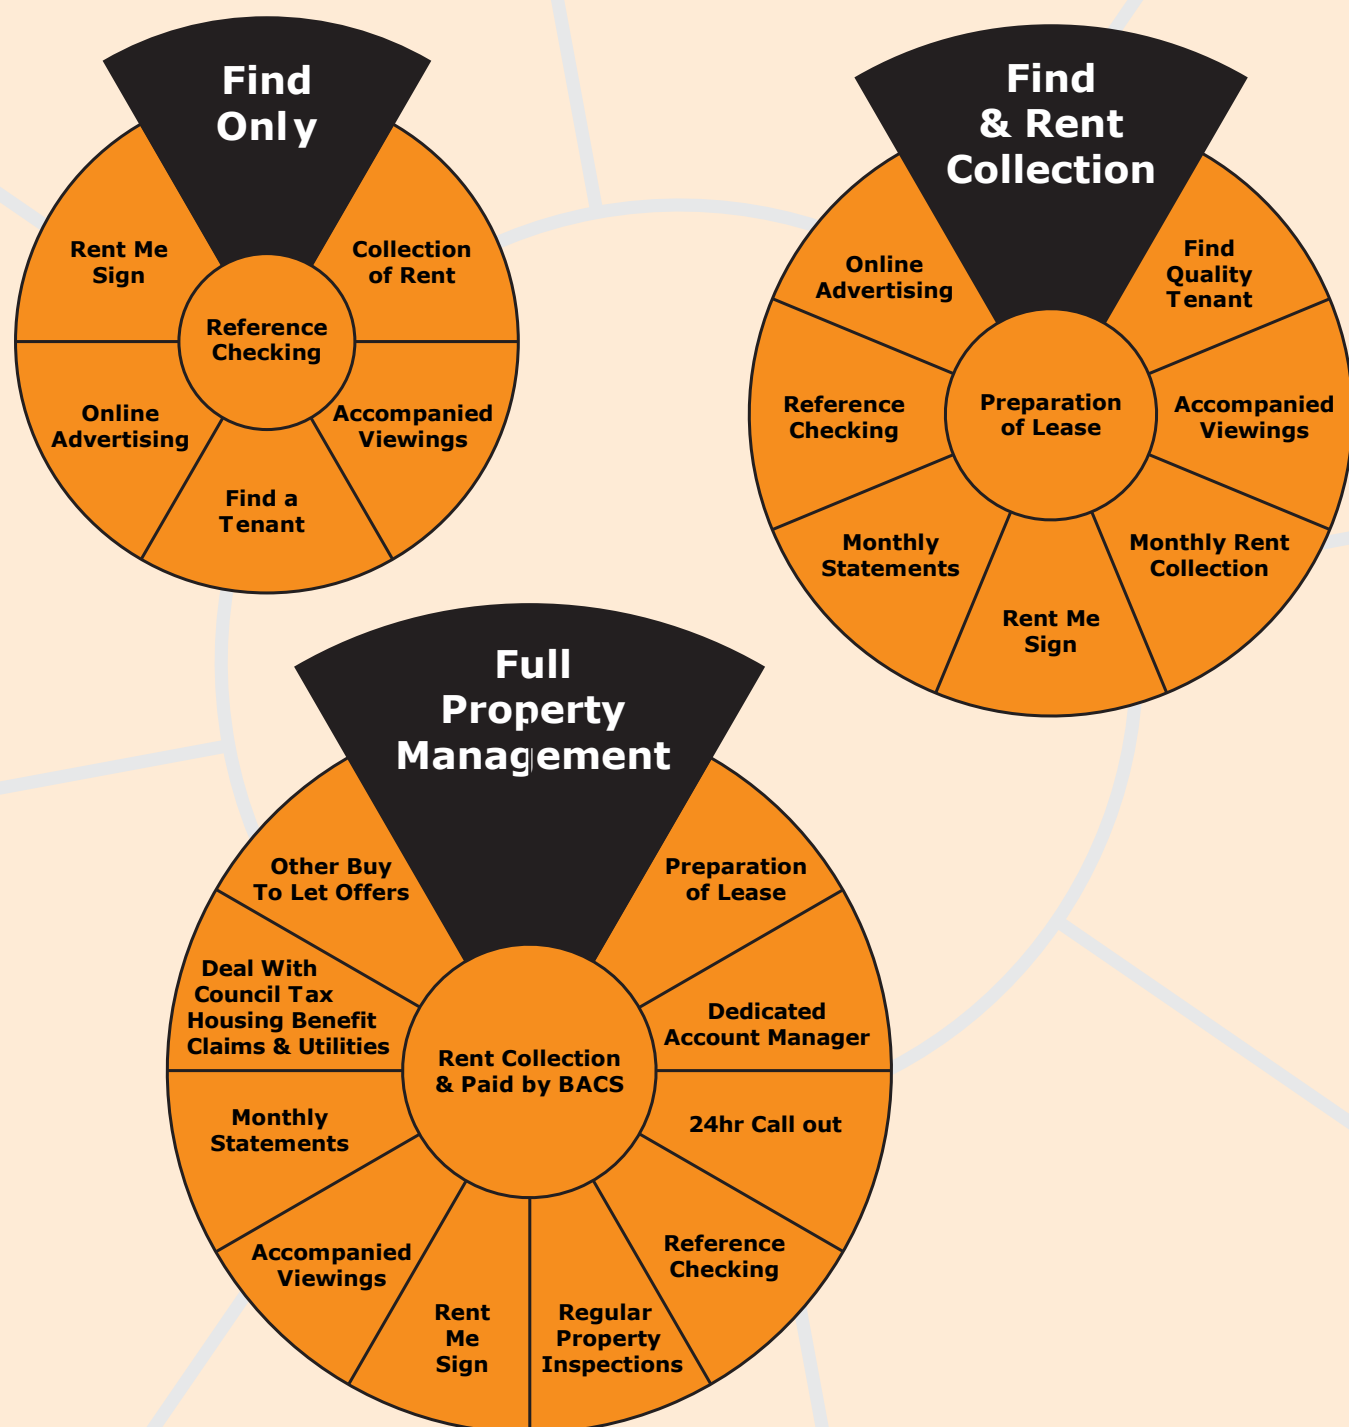 Find
Only
Rent Me
Sign
Collection
of Rent
Reference
Checking
Online
Advertising
Accompanied
Viewings
Find a
Tenant
Find
& Rent
Collection
Online
Advertising
Find
Quality
Tenant
Reference
Checking
Preparation
of Lease
Accompanied
Viewings
Monthly
Statements
Monthly Rent
Collection
Rent Me
Sign
Full
Property
Management
Other Buy
To Let Offers
Preparation
of Lease
Deal With
Council Tax
Housing Benefit
Claims & Utilities
Dedicated
Account Manager
Rent Collection
& Paid by BACS
Monthly
Statements
24hr Call out
Accompanied
Viewings
Reference
Checking
Rent
Me
Sign
Regular
Property
Inspections